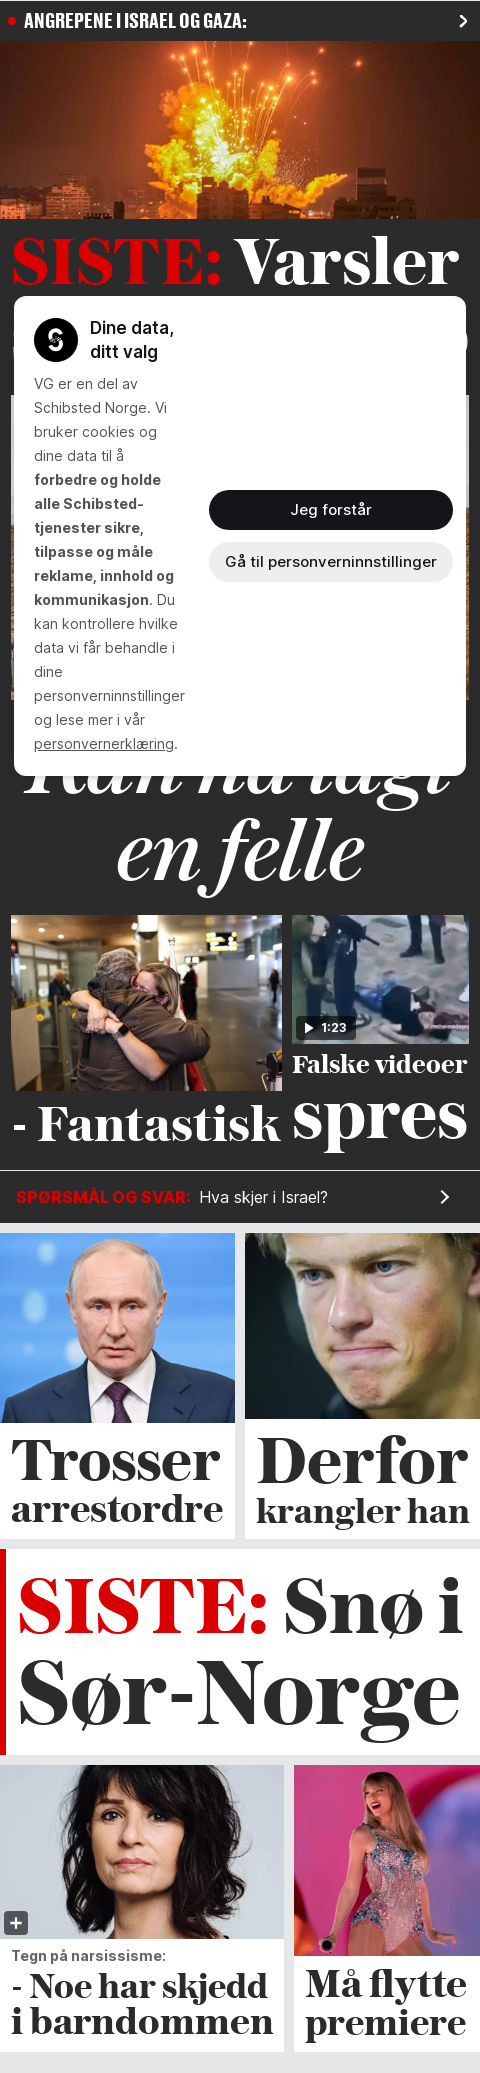 ANGREPENE I ISRAEL OG GAZA:
SISTE: Varsler
Dine data,
ditt valg
VG er en del av
Schibsted Norge. Vi
bruker cookies og
dine data til å
forbedre og holde
alle Schibsted-
tjenester sikre,
tilpasse og måle
reklame, innhold og
kommunikasjon. Du
kan kontrollere hvilke
data vi får behandle i
dine
personverninnstillinger
og lese mer i vår
personvernerklæring.
Jeg forstår
Gå til personverninnstillinger
Kan ha lagt
en felle
- Fantastisk
1:23
Falske videoer
spres
SPØRSMÅL OG SVAR: Hva skjer i Israel?
Trosser
arrestordre
Derfor
krangler han
SISTE: Snø i
Sør-Norge
Tegn på narsissisme:
- Noe har skjedd
i barndommen
Må flytte
premiere